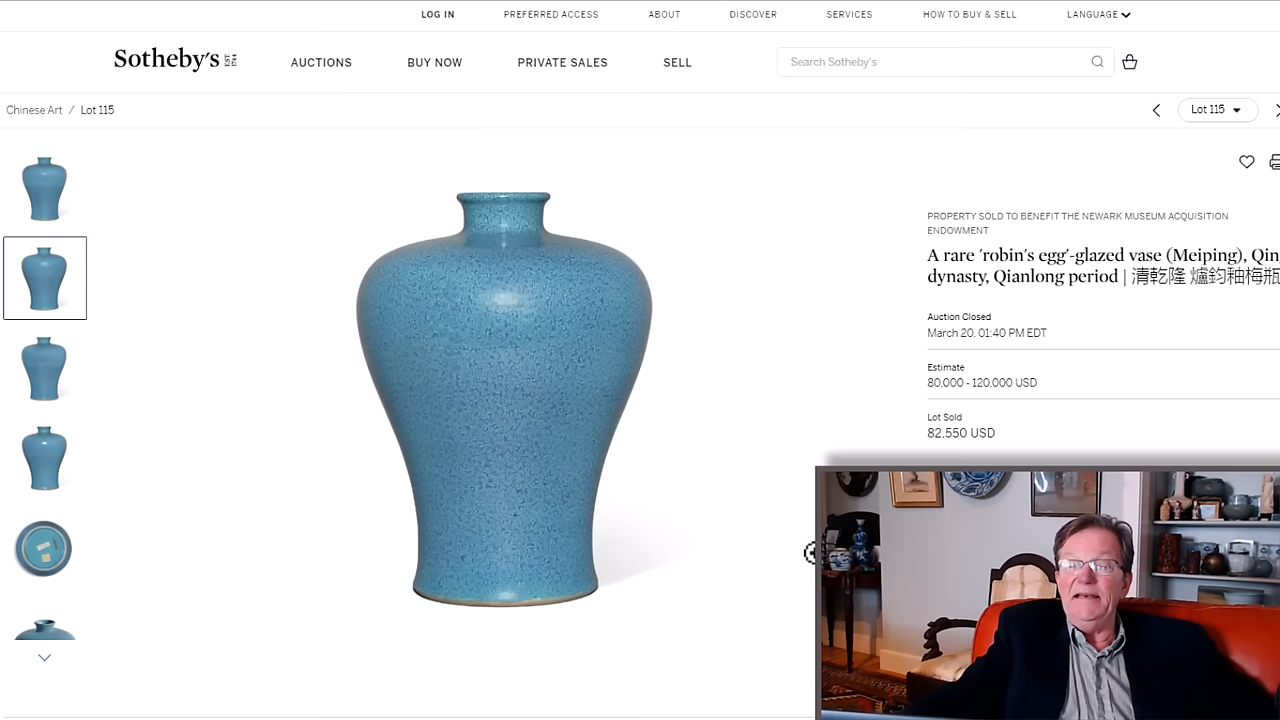 LOG IN PREFERRED ACCESS ABOUT DISCOVER SERVICES HOW TO BUY & SELL LANGUAGE
Sotheby's EST 1744 AUCTIONS BUY NOW PRIVATE SALES SELL Search Sotheby's
Chinese Art / Lot 115 Lot 115
PROPERTY SOLD TO BENEFIT THE NEWARK MUSEUM ACQUISITION
ENDOWMENT
A rare 'robin's egg'-glazed vase (Meiping), Qin
dynasty, Qianlong period | 清乾隆 爐鈞釉梅瓶
Auction Closed
March 20, 01:40 PM EDT
Estimate
80,000 - 120,000 USD
Lot Sold
82,550 USD